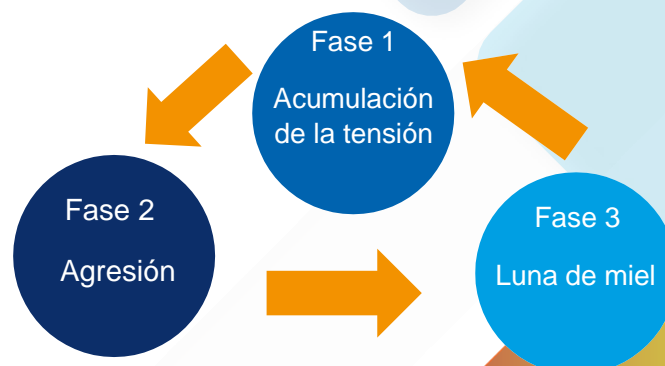 Fase 1
Acumulación
de la tensión
Fase 2
Agresión
Fase 3
Luna de miel